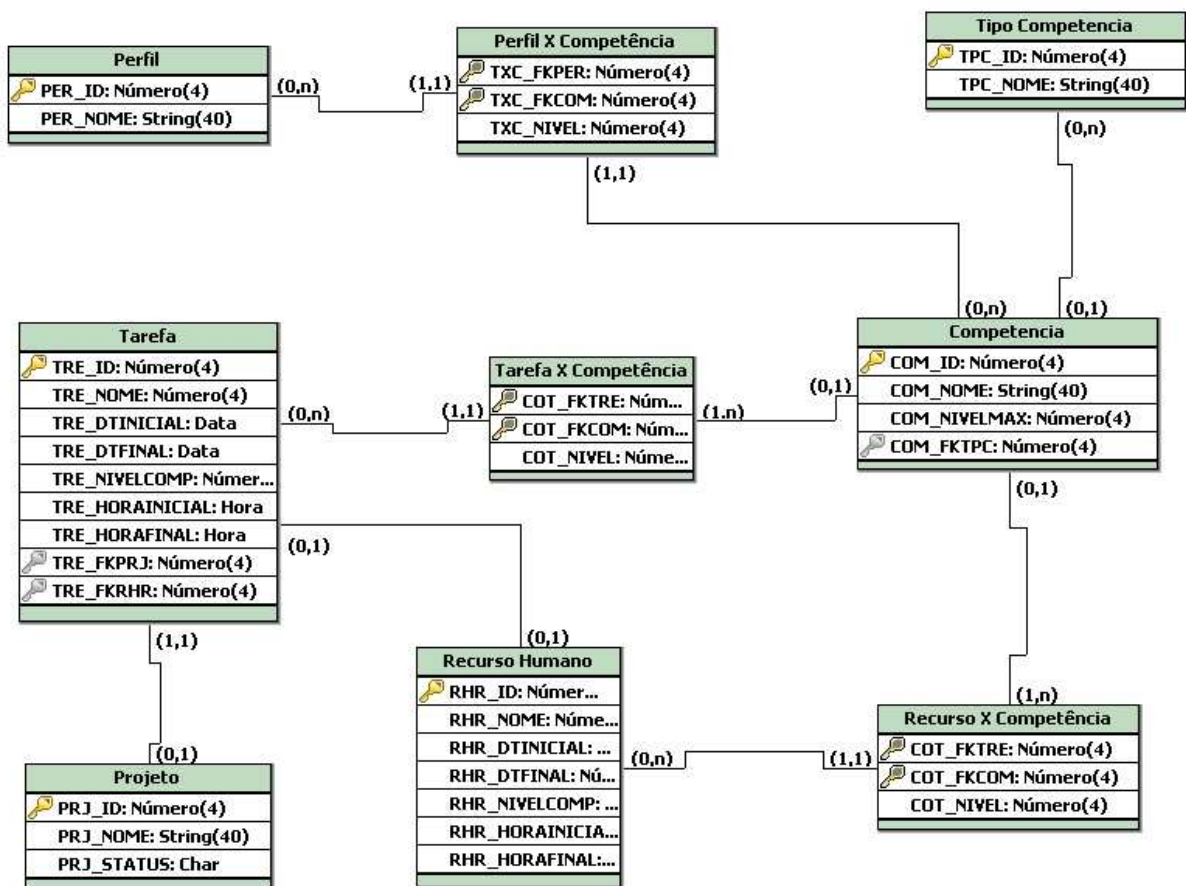 Perfil
PER_ID: Número(4)
PER_NOME: String(40)
(0,n)
(1,1)
Perfil X Competência
TXC_FKPER: Número(4)
TXC_FKCOM: Número(4)
TXC_NIVEL: Número(4)
(1,1)
Tipo Competencia
TPC_ID: Número(4)
TPC_NOME: String(40)
(0,n)
(0,n)
(0,1)
Competencia
COM_ID: Número(4)
COM_NOME: String(40)
COM_NIVELMAX: Número(4)
COM_FKTPC: Número(4)
(0,1)
Tarefa
TRE_ID: Número(4)
TRE_NOME: Número(4)
TRE_DTINICIAL: Data
TRE_DTFINAL: Data
TRE_NIVELCOMP: Númer...
TRE_HORAINICIAL: Hora
TRE_HORAFINAL: Hora
TRE_FKPRJ: Número(4)
TRE_FKRHR: Número(4)
(0,n)
(1,1)
Tarefa X Competência
COT_FKTRE: Núm...
COT_FKCOM: Núm...
COT_NIVEL: Núme...
(1.n)
(0,1)
(0,1)
(1,1)
(0,1)
(0,1)
Recurso Humano
RHR_ID: Númer...
RHR_NOME: Núme...
RHR_DTINICIAL: ...
RHR_DTFINAL: Nú...
RHR_NIVELCOMP: ...
RHR_HORAINICIA...
RHR_HORAFINAL:...
(0,n)
(1,1)
(1,n)
Recurso X Competência
COT_FKTRE: Número(4)
COT_FKCOM: Número(4)
COT_NIVEL: Número(4)
Projeto
PRJ_ID: Número(4)
PRJ_NOME: String(40)
PRJ_STATUS: Char